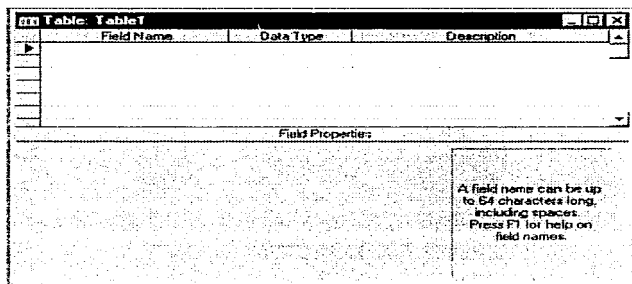 Table: Table1
Field Name Data Type Description
Field Properties
A field name can be up
to 64 characters long,
including spaces.
Press F1 for help on
field names.